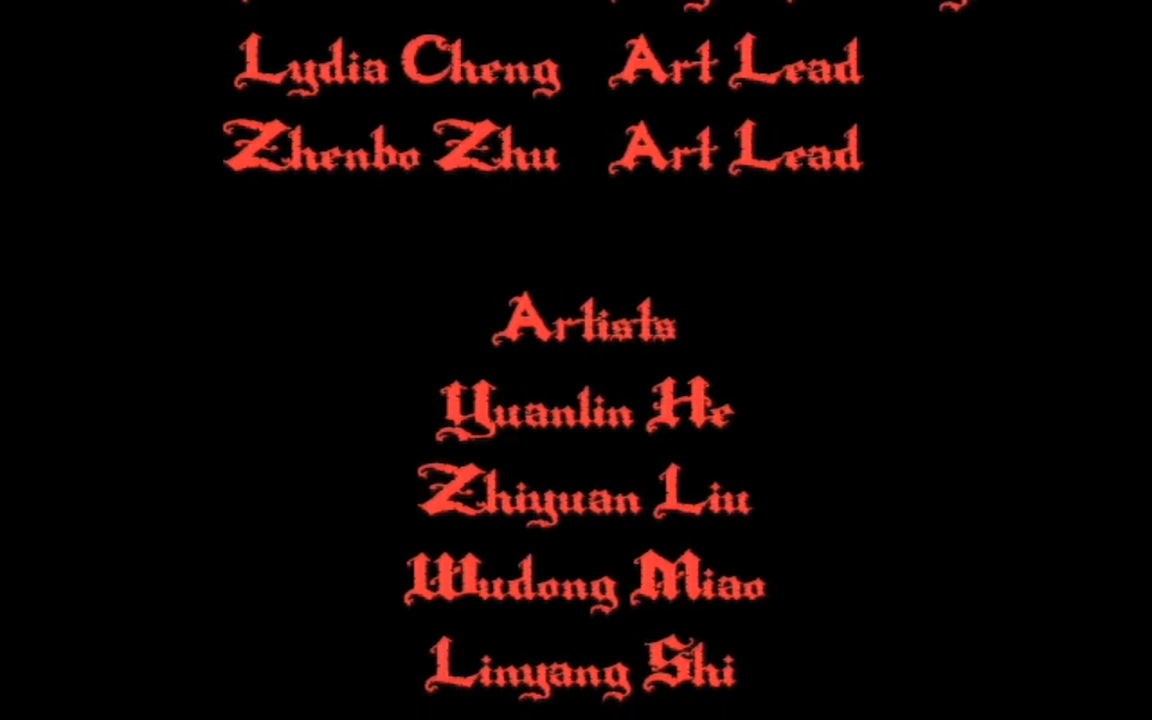 Lydia Cheng Art Lead
Zhenbo Zhu Art Lead
Artists
Yuanlin He
Zhiyuan Liu
Wudong Miao
Linyang Shi